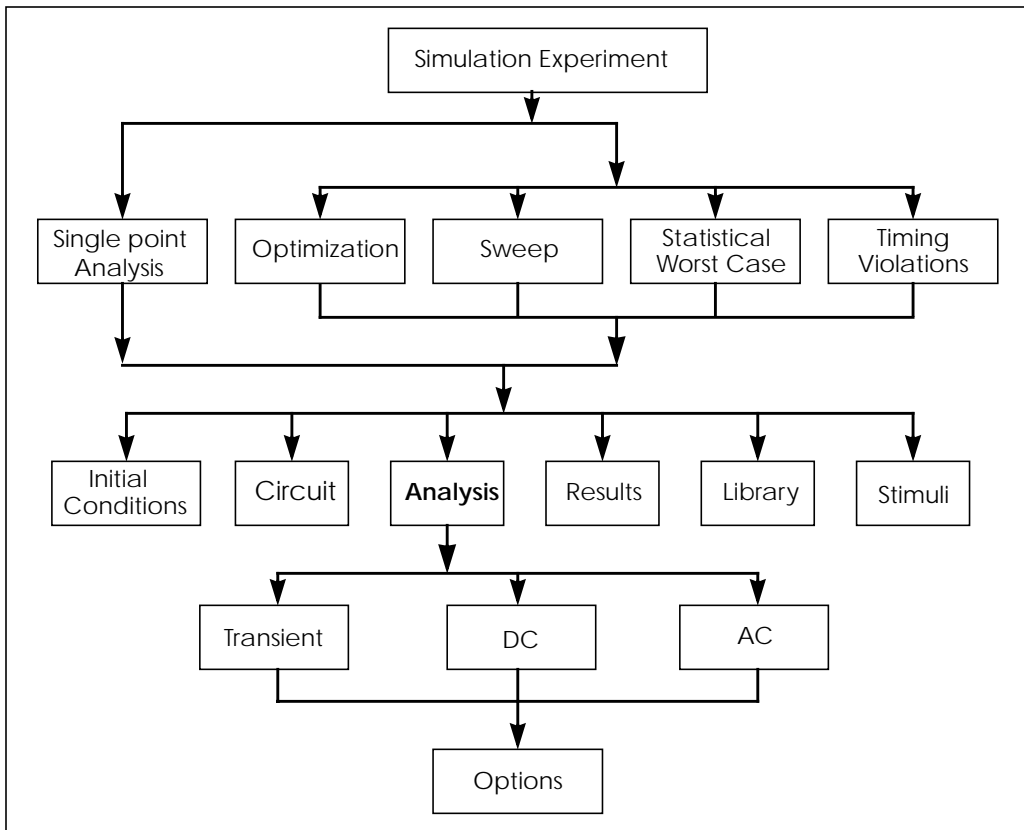 Simulation Experiment
Single point
Analysis
Optimization
Sweep
Statistical
Worst Case
Timing
Violations
Initial
Conditions
Circuit
Analysis
Results
Library
Stimuli
Transient
DC
AC
Options